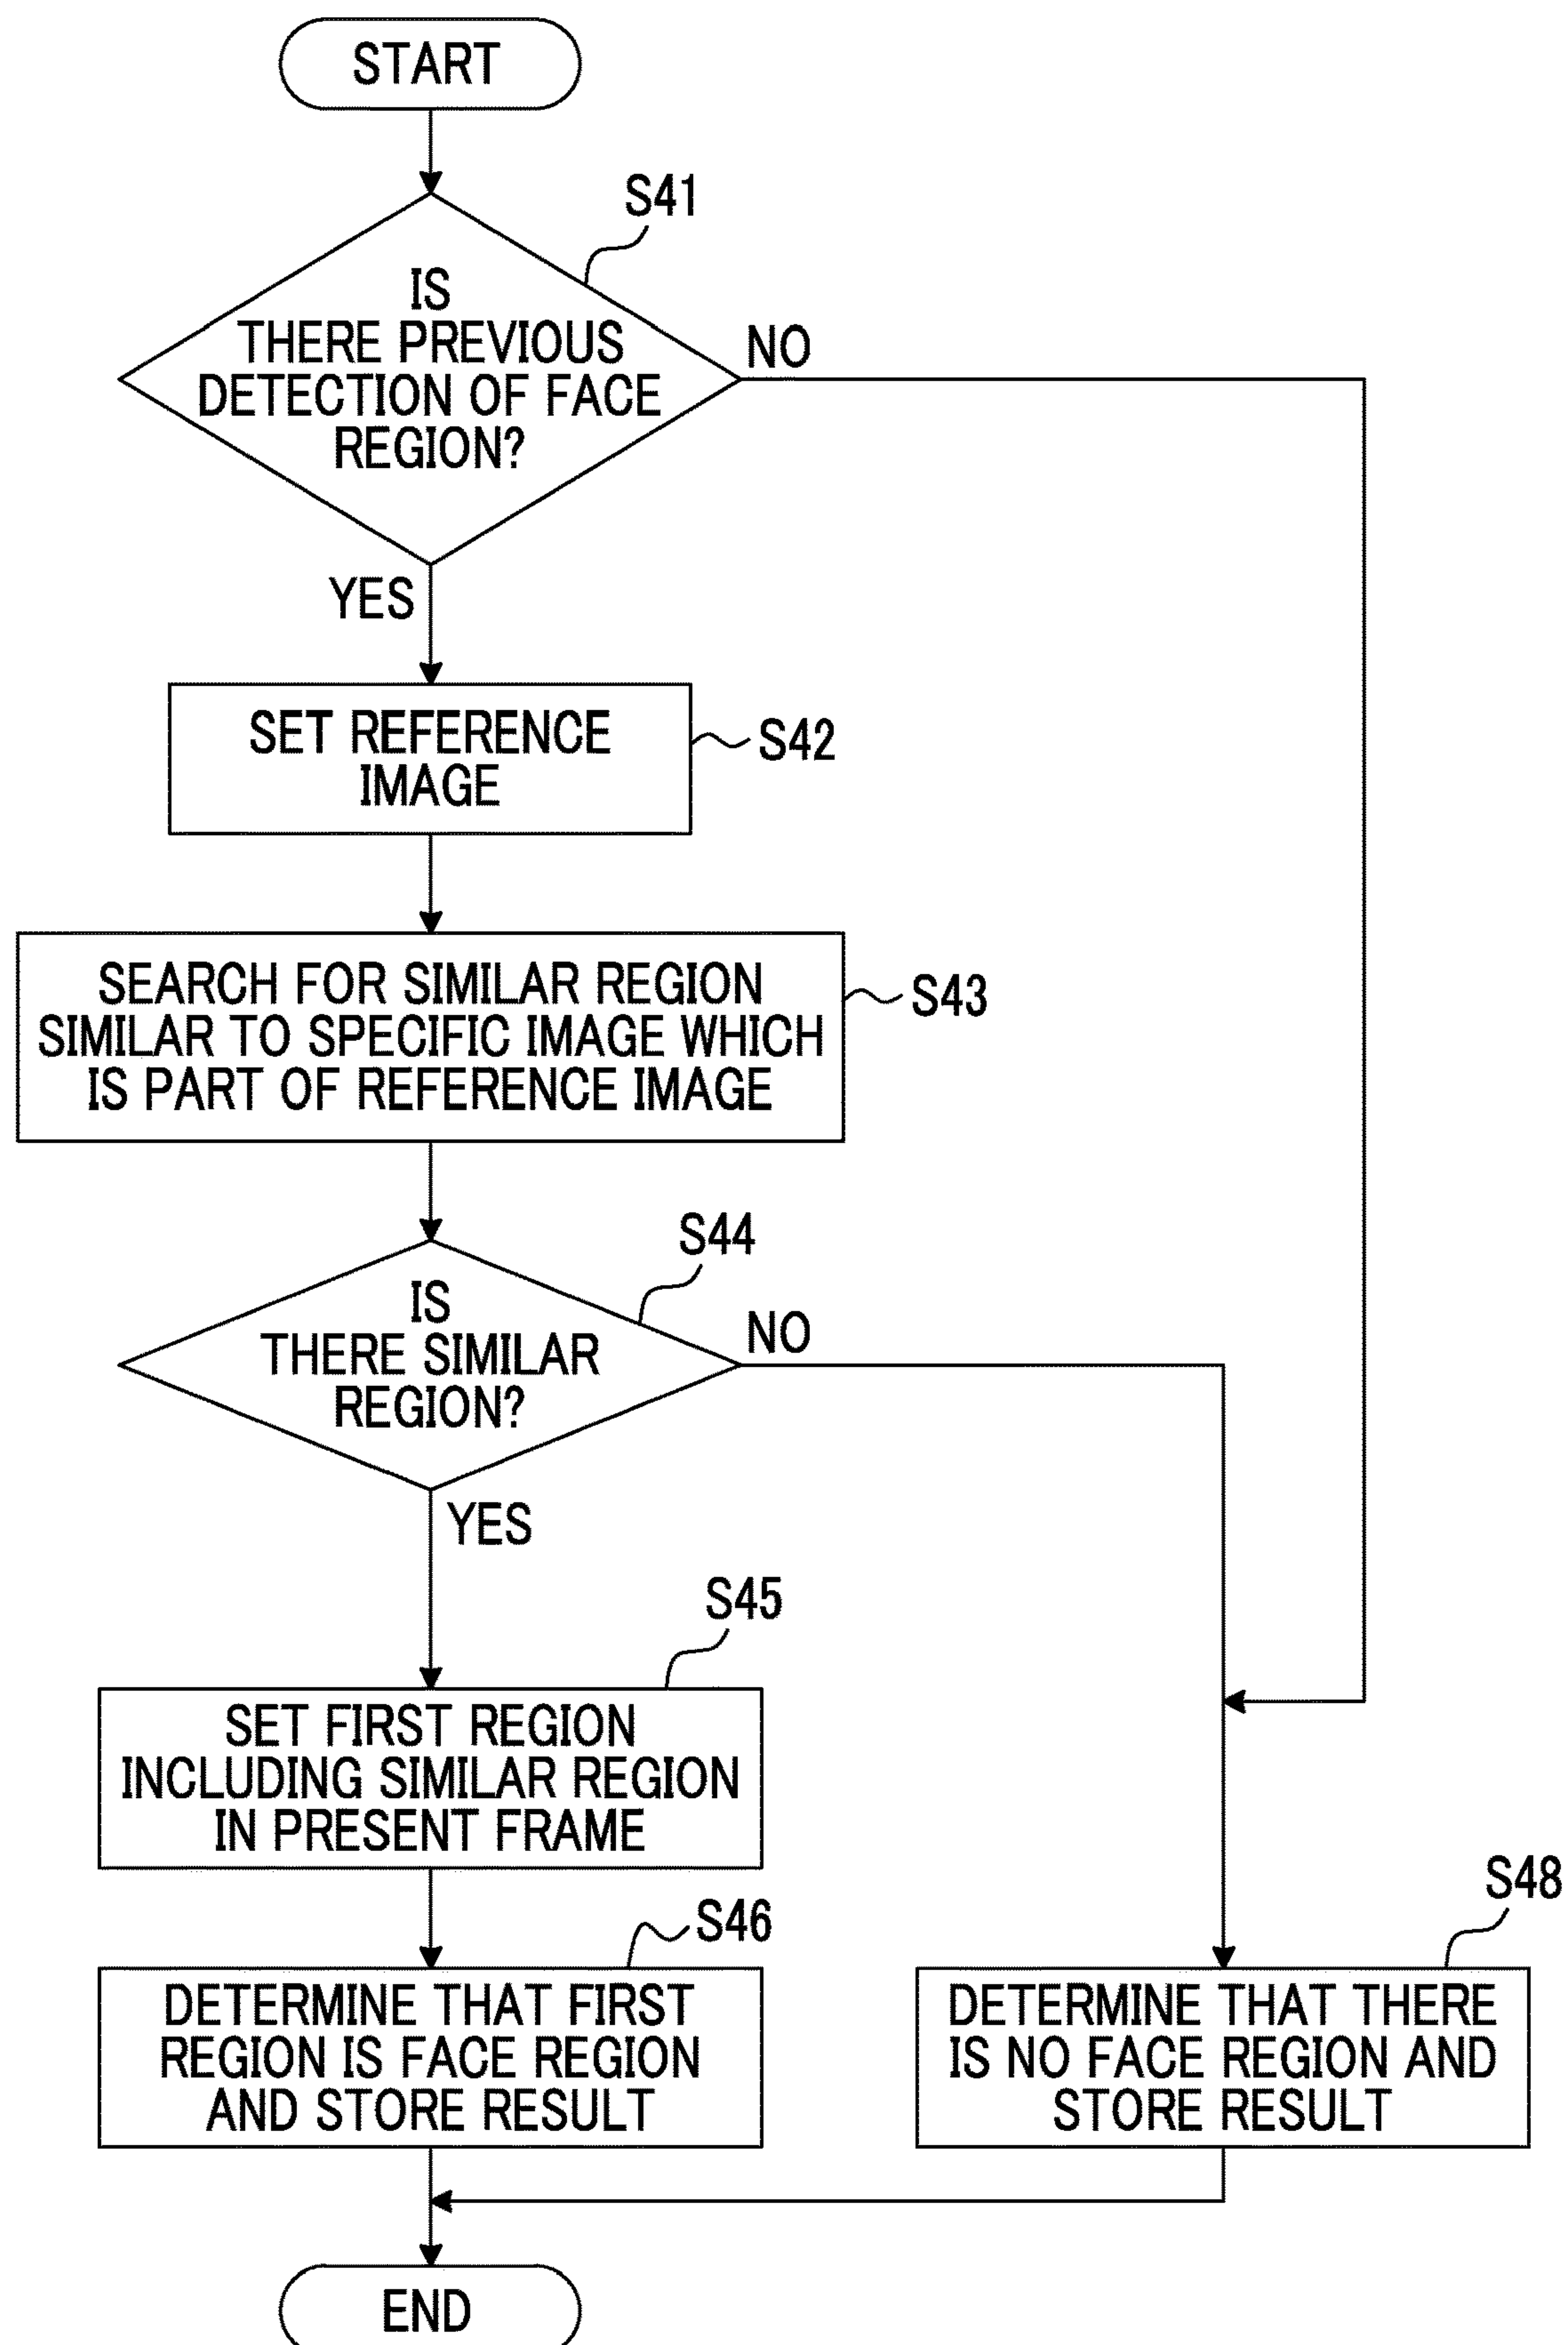 START
S41
IS
THERE PREVIOUS
DETECTION OF FACE
REGION?
NO
YES
SET REFERENCE
IMAGE
S42
SEARCH FOR SIMILAR REGION
SIMILAR TO SPECIFIC IMAGE WHICH
IS PART OF REFERENCE IMAGE
S43
S44
IS
THERE SIMILAR
REGION?
NO
YES
S45
SET FIRST REGION
INCLUDING SIMILAR REGION
IN PRESENT FRAME
S46
DETERMINE THAT FIRST
REGION IS FACE REGION
AND STORE RESULT
S48
DETERMINE THAT THERE
IS NO FACE REGION AND
STORE RESULT
END